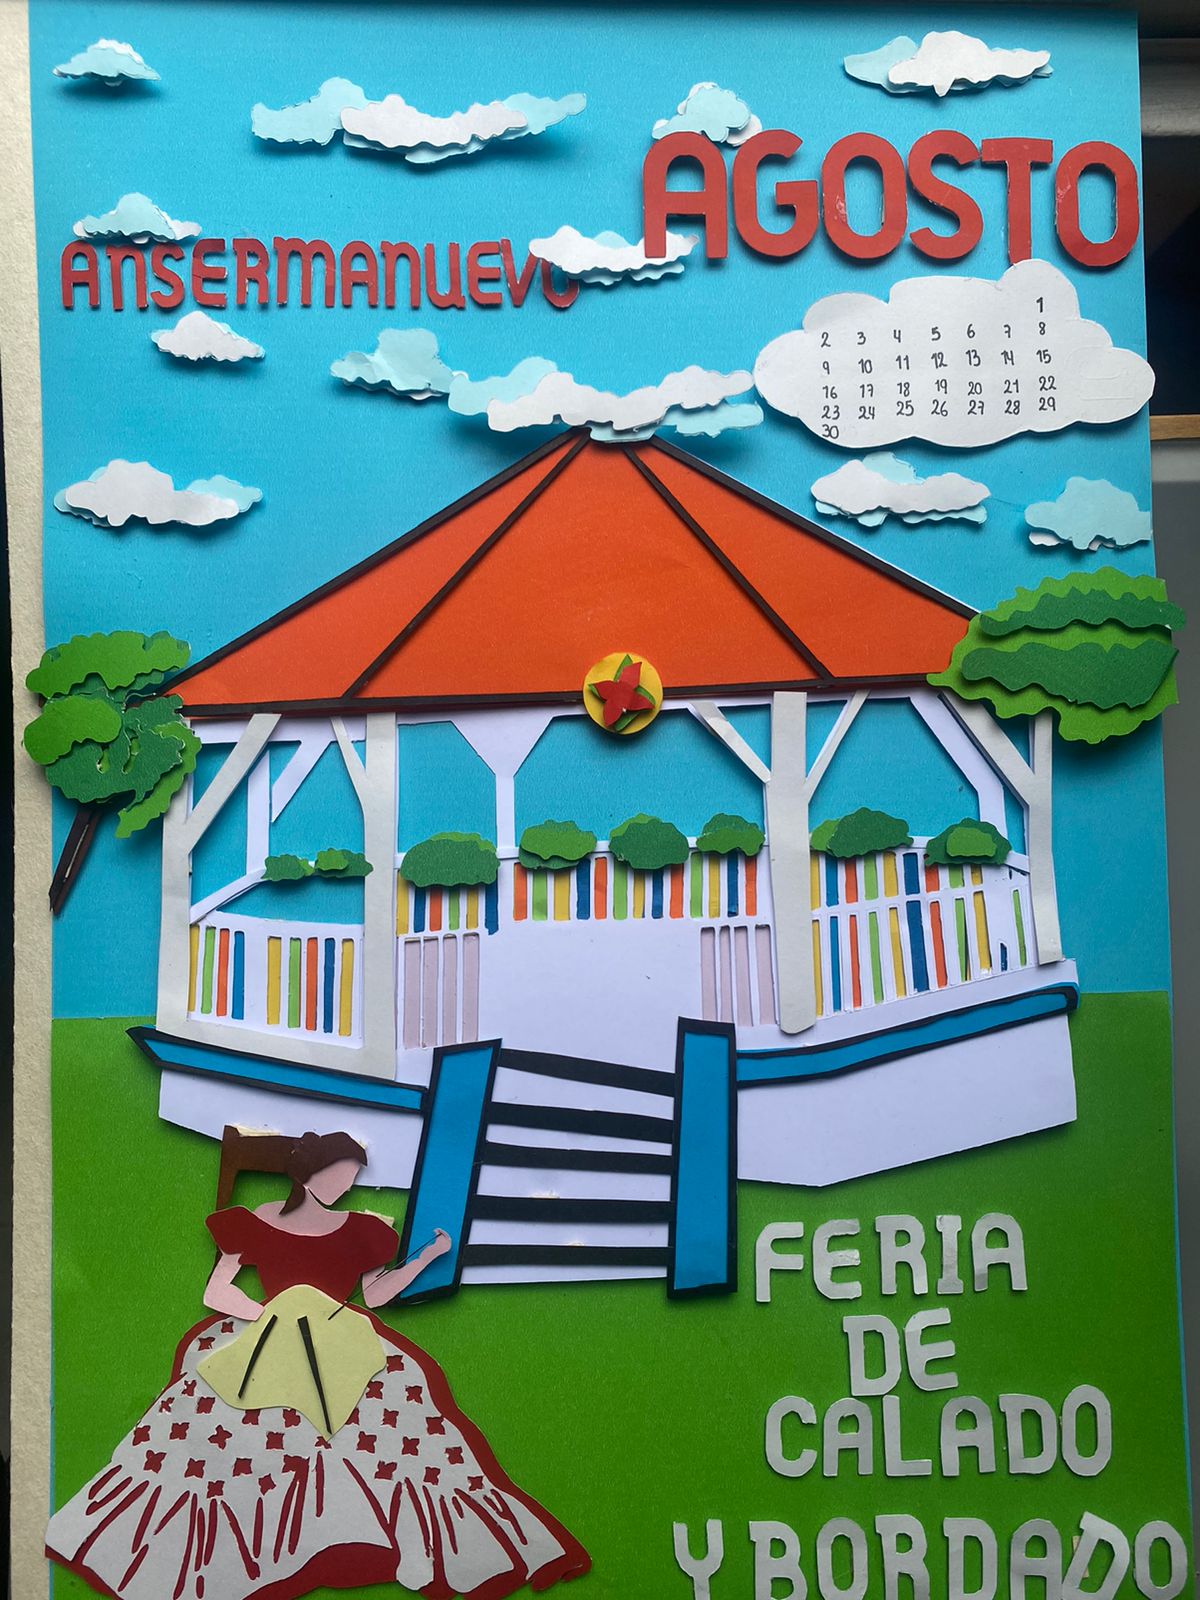 AGOSTO
ANSERMANUEVO
1
2 3 4 5 6 7 8
9 10 11 12 13 14 15
16 17 18 19 20 21 22
23 24 25 26 27 28 29
30
FERIA
DE
CALADO
Y BORDADO